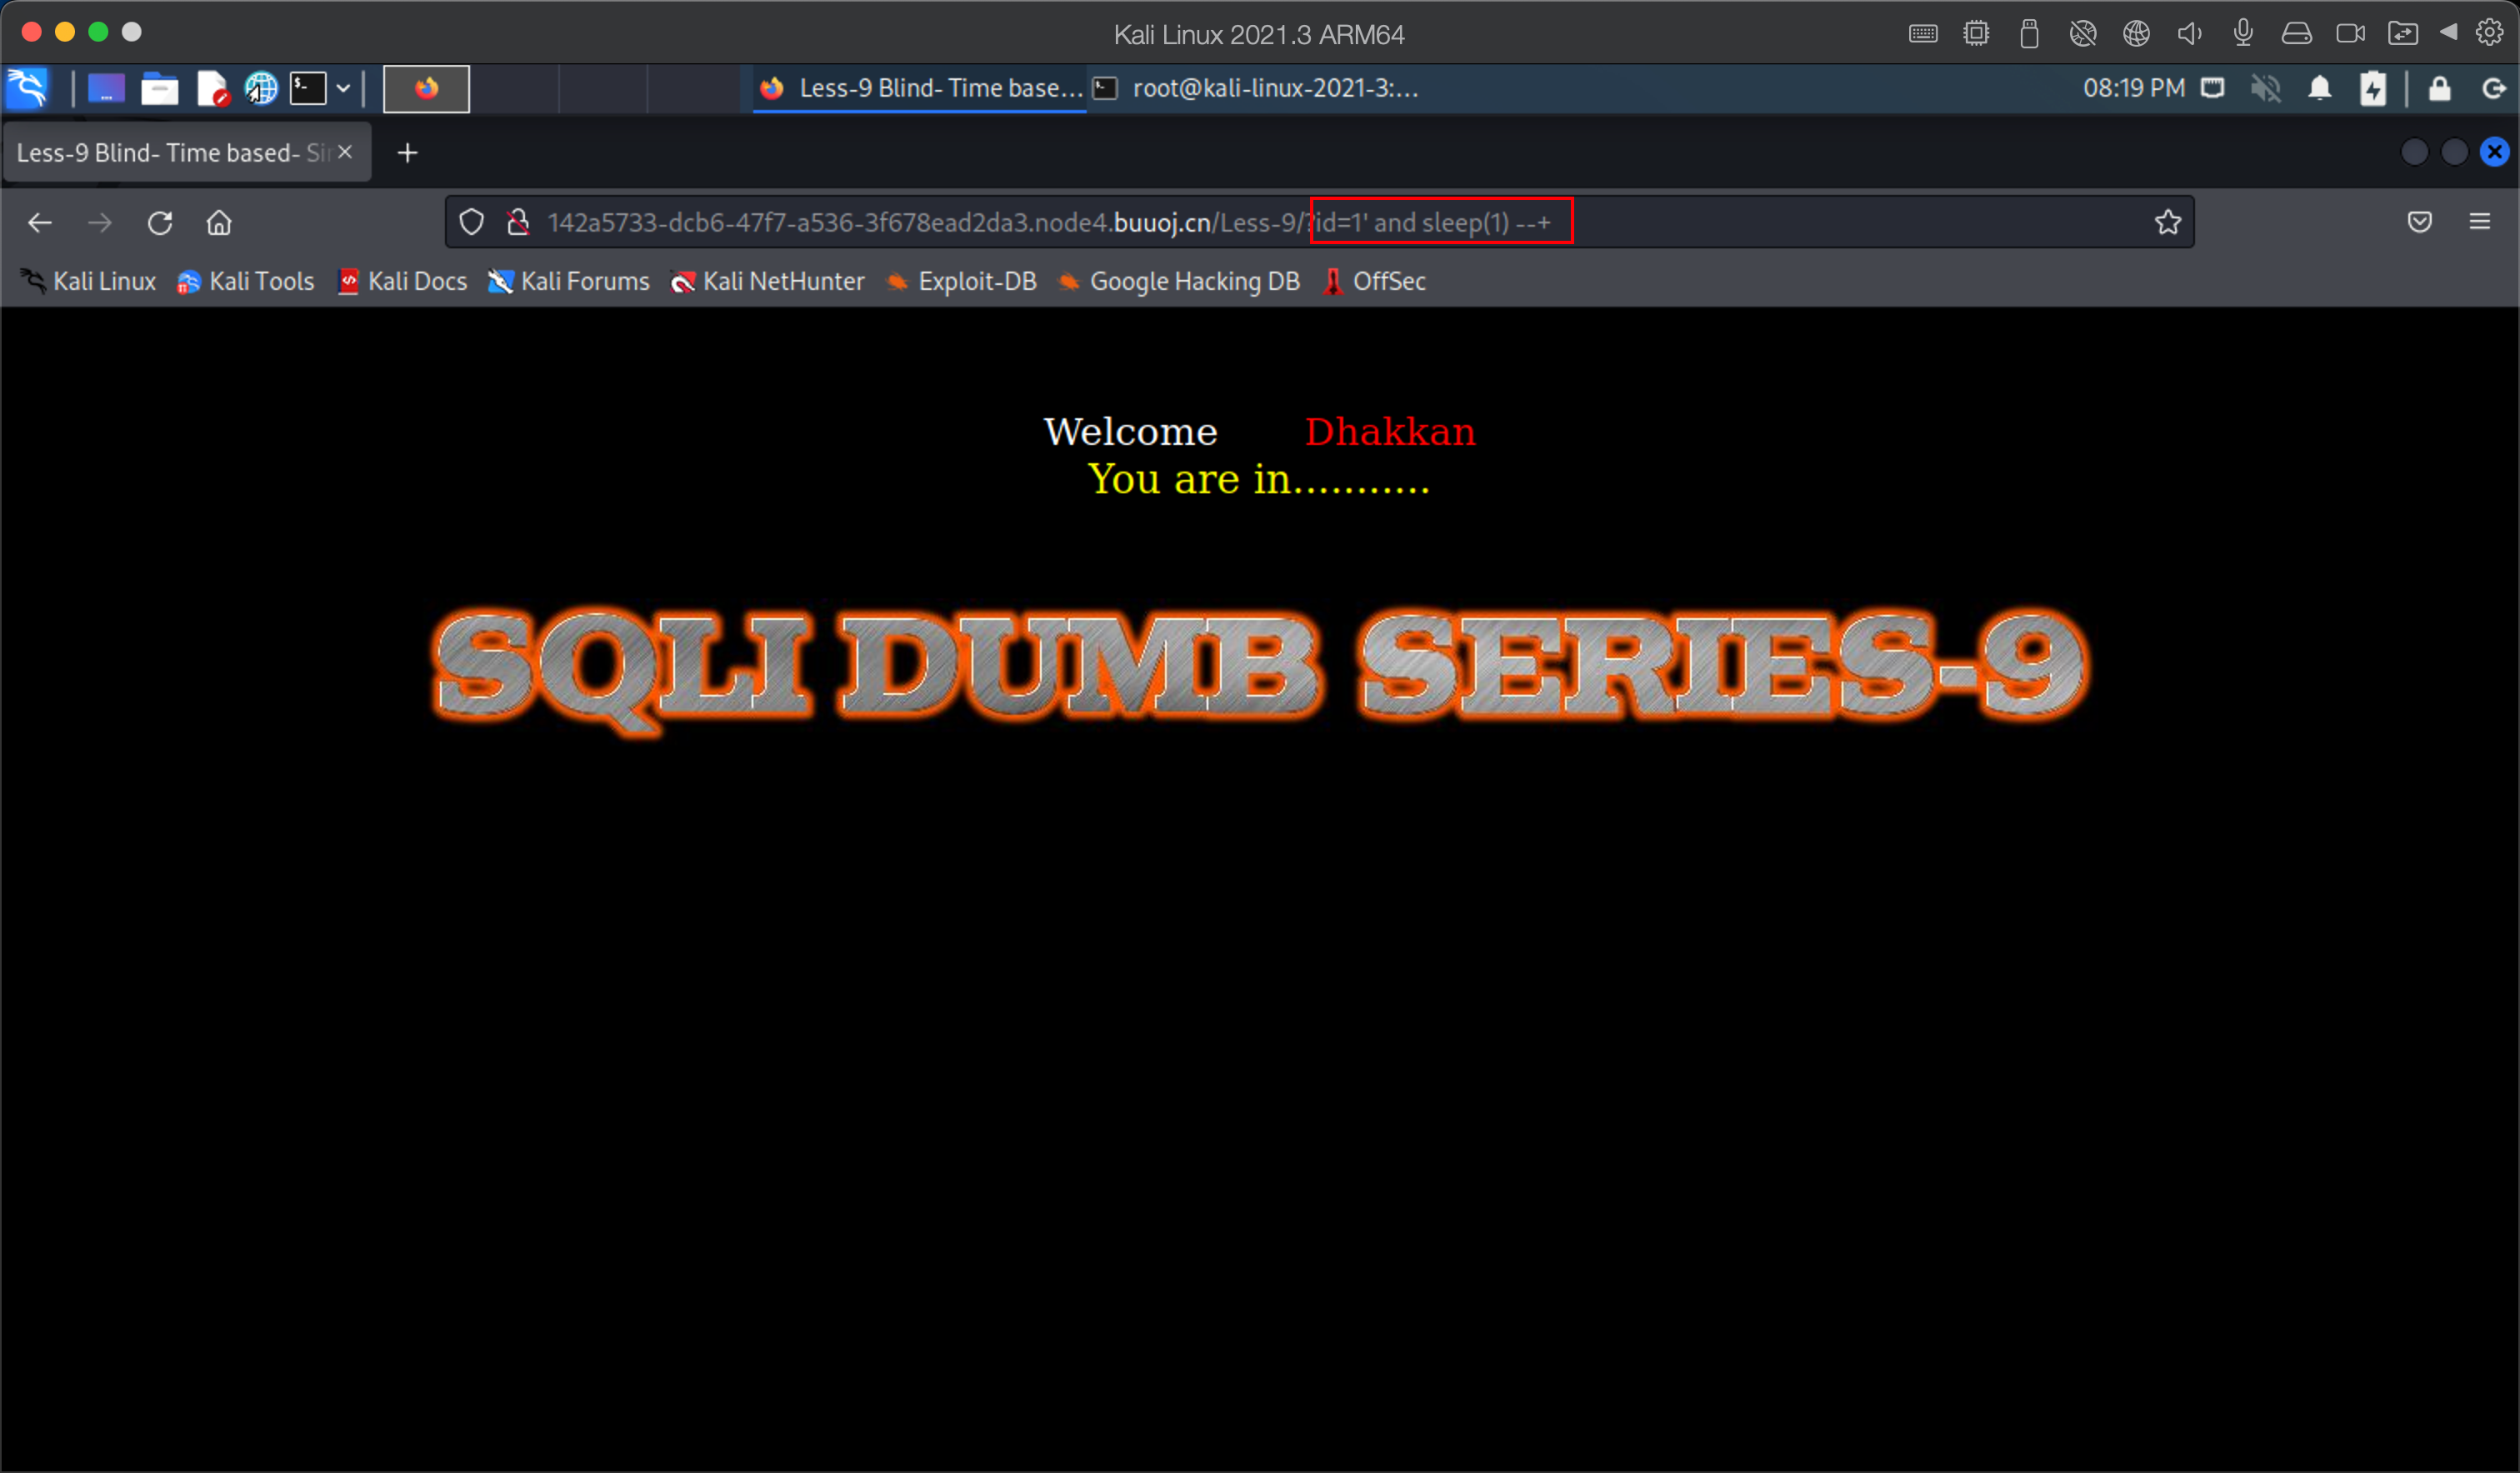 Kali Linux 2021.3 ARM64
Less-9 Blind- Time base... root@kali-linux-2021-3:... 08:19 PM
Less-9 Blind- Time based- Sin
142a5733-dcb6-47f7-a536-3f678ead2da3.node4.buuoj.cn/Less-9/?id=1' and sleep(1) --+
Kali Linux Kali Tools Kali Docs Kali Forums Kali NetHunter Exploit-DB Google Hacking DB OffSec
Welcome Dhakkan
You are in...........
SQLI DUMB SERIES-9